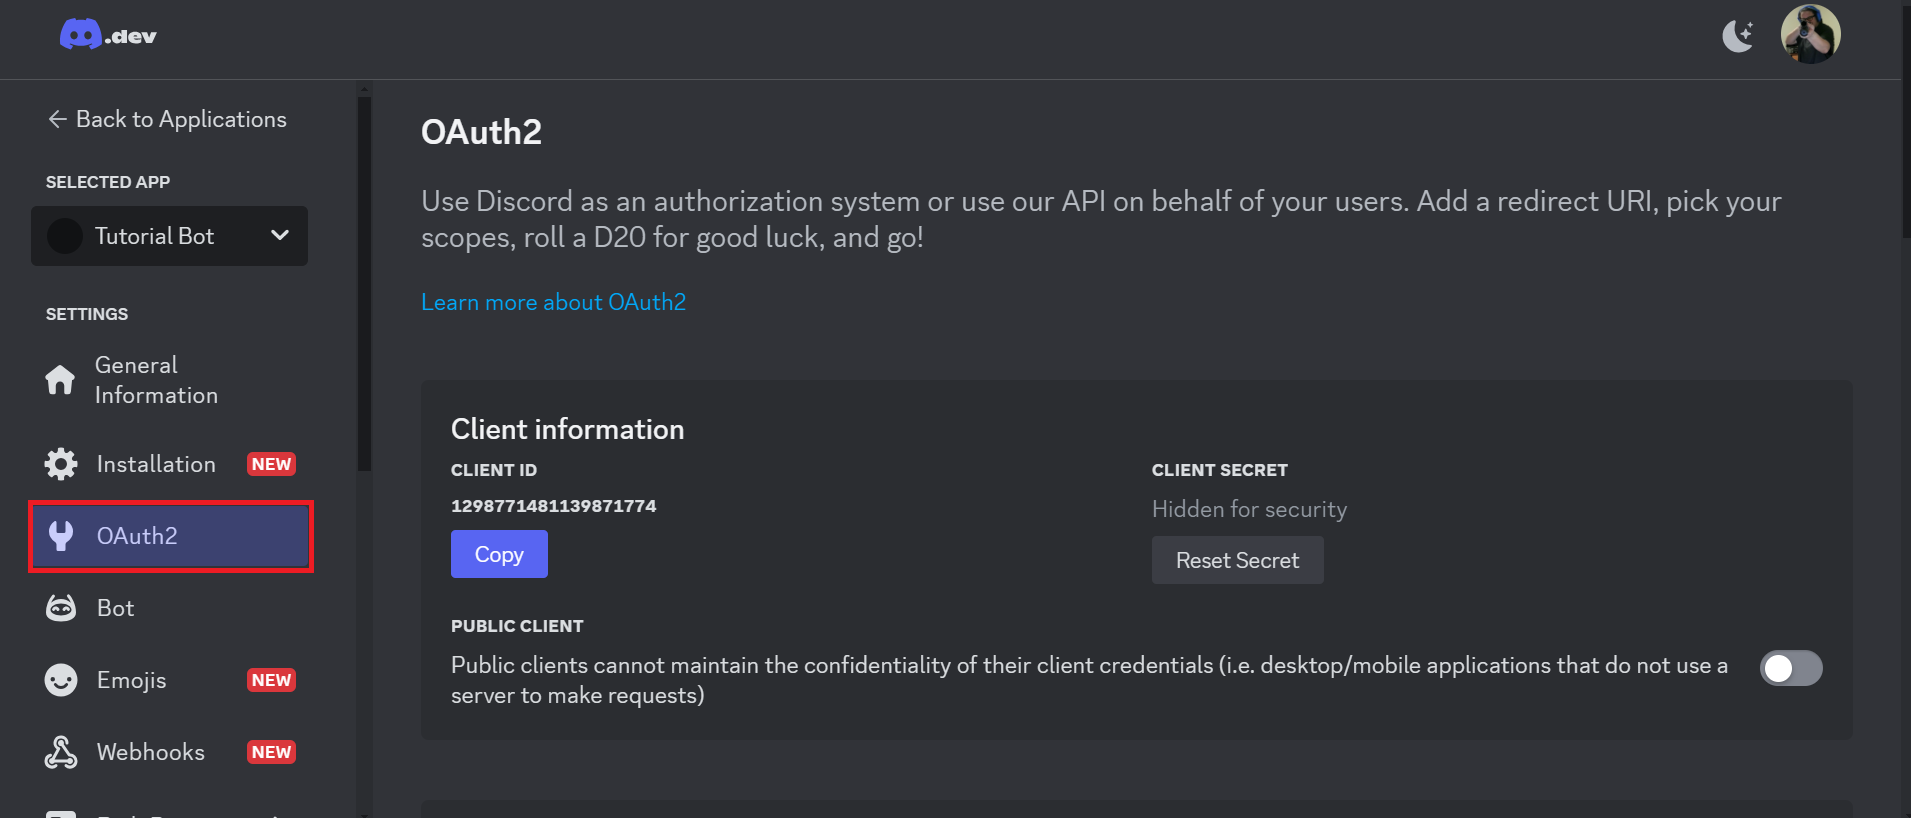 .dev
Back to Applications
SELECTED APP
Tutorial Bot
SETTINGS
General
Information
Installation NEW
OAuth2
Bot
Emojis NEW
Webhooks NEW
OAuth2
Use Discord as an authorization system or use our API on behalf of your users. Add a redirect URI, pick your
scopes, roll a D20 for good luck, and go!
Learn more about OAuth2
Client information
CLIENT ID
1298771481139871774
Copy
CLIENT SECRET
Hidden for security
Reset Secret
PUBLIC CLIENT
Public clients cannot maintain the confidentiality of their client credentials (i.e. desktop/mobile applications that do not use a
server to make requests)